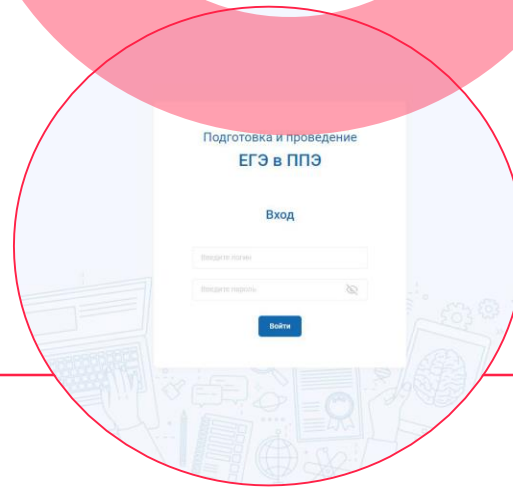 Подготовка и проведение
ЕГЭ в ППЭ
Вход
Введите логин
Введите пароль
Войти